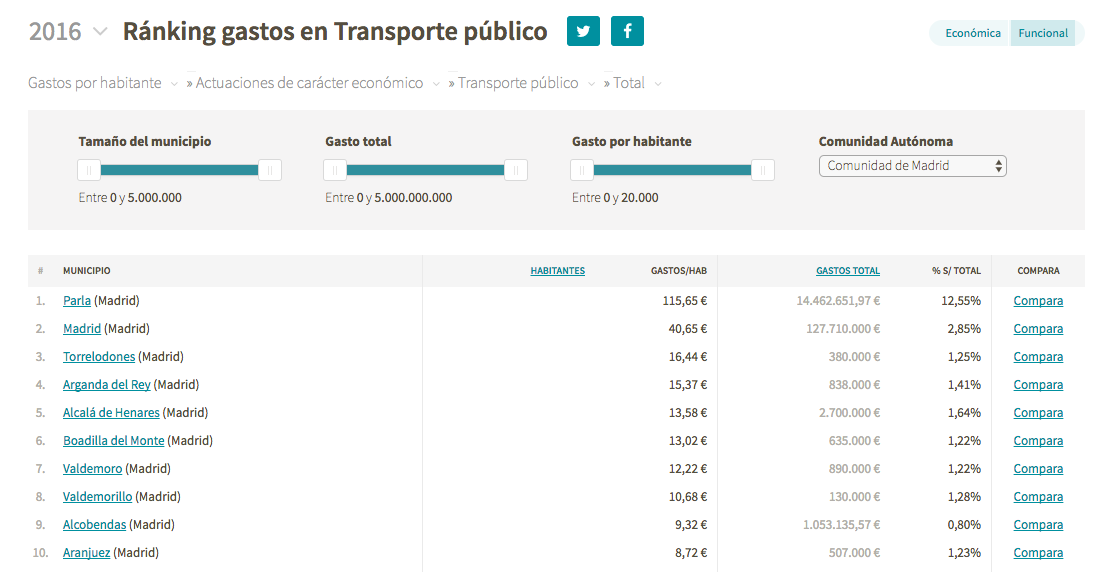 2016 Ránking gastos en Transporte público
Económica Funcional
Gastos por habitante » Actuaciones de carácter económico » Transporte público » Total
Tamaño del municipio Gasto total Gasto por habitante Comunidad Autónoma
Comunidad de Madrid
Entre 0 y 5.000.000 Entre 0 y 5.000.000.000 Entre 0 y 20.000
# MUNICIPIO HABITANTES GASTOS/HAB GASTOS TOTAL % S/ TOTAL COMPARA
1. Parla (Madrid) 115,65 € 14.462.651,97 € 12,55% Compara
2. Madrid (Madrid) 40,65 € 127.710.000 € 2,85% Compara
3. Torrelodones (Madrid) 16,44 € 380.000 € 1,25% Compara
4. Arganda del Rey (Madrid) 15,37 € 838.000 € 1,41% Compara
5. Alcalá de Henares (Madrid) 13,58 € 2.700.000 € 1,64% Compara
6. Boadilla del Monte (Madrid) 13,02 € 635.000 € 1,22% Compara
7. Valdemoro (Madrid) 12,22 € 890.000 € 1,22% Compara
8. Valdemorillo (Madrid) 10,68 € 130.000 € 1,28% Compara
9. Alcobendas (Madrid) 9,32 € 1.053.135,57 € 0,80% Compara
10. Aranjuez (Madrid) 8,72 € 507.000 € 1,23% Compara